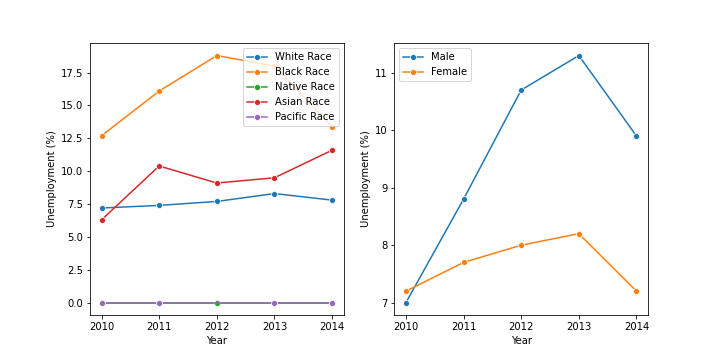 17.5
15.0
12.5
10.0
7.5
5.0
2.5
0.0
Unemployment (%)
2010 2011 2012 2013 2014
Year
White Race
Black Race
Native Race
Asian Race
Pacific Race
11
10
9
8
7
Unemployment (%)
2010 2011 2012 2013 2014
Year
Male
Female